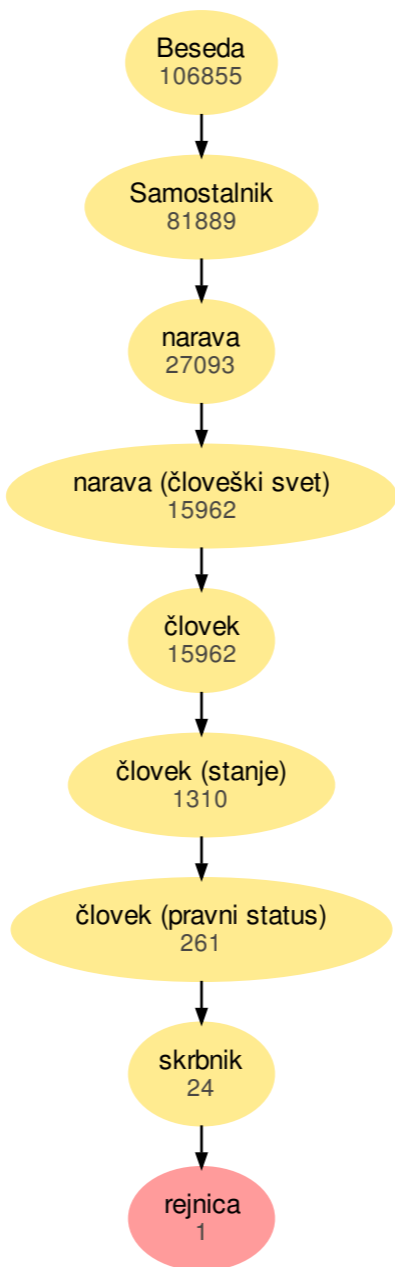 Beseda
106855
Samostalnik
81889
narava
27093
narava (človeški svet)
15962
človek
15962
človek (stanje)
1310
človek (pravni status)
261
skrbnik
24
rejnica
1